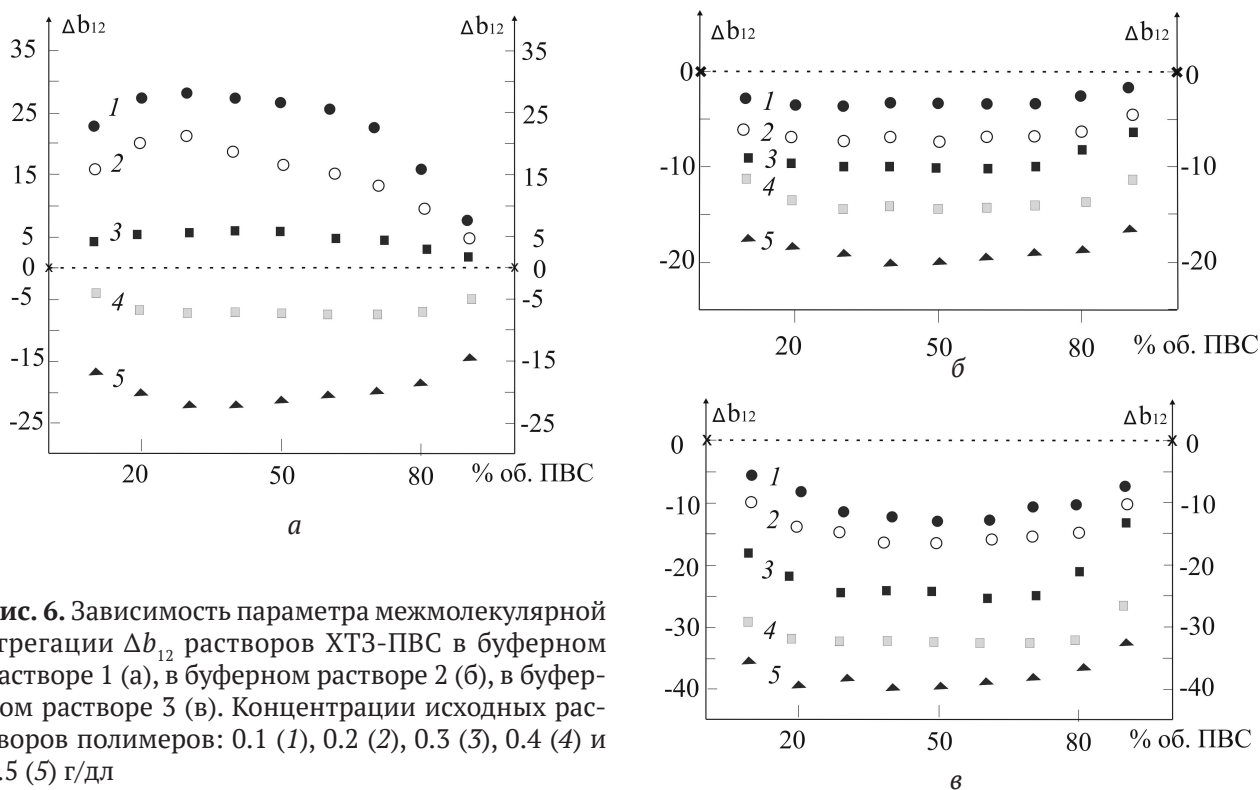 Δb12 Δb12
35 35
1
25 25
2
15 15
3
5 5
0 0
-5 4 -5
-15 5 -15
-25 -25
20 50 80 % об. ПВС
а
Δb12 Δb12
0 0
1
2
3
-10 -10
4
5
-20 -20
20 50 80 % об. ПВС
б
Δb12 Δb12
0 0
1
-10 -10
2
3
-20 -20
4
-30 -30
5
-40 -40
20 50 80 % об. ПВС
в
ис. 6. Зависимость параметра межмолекулярной
грегации Δb12 растворов ХТЗ-ПВС в буферном
астворе 1 (а), в буферном растворе 2 (б), в буфер-
ом растворе 3 (в). Концентрации исходных рас-
воров полимеров: 0.1 (1), 0.2 (2), 0.3 (3), 0.4 (4) и
.5 (5) г/дл